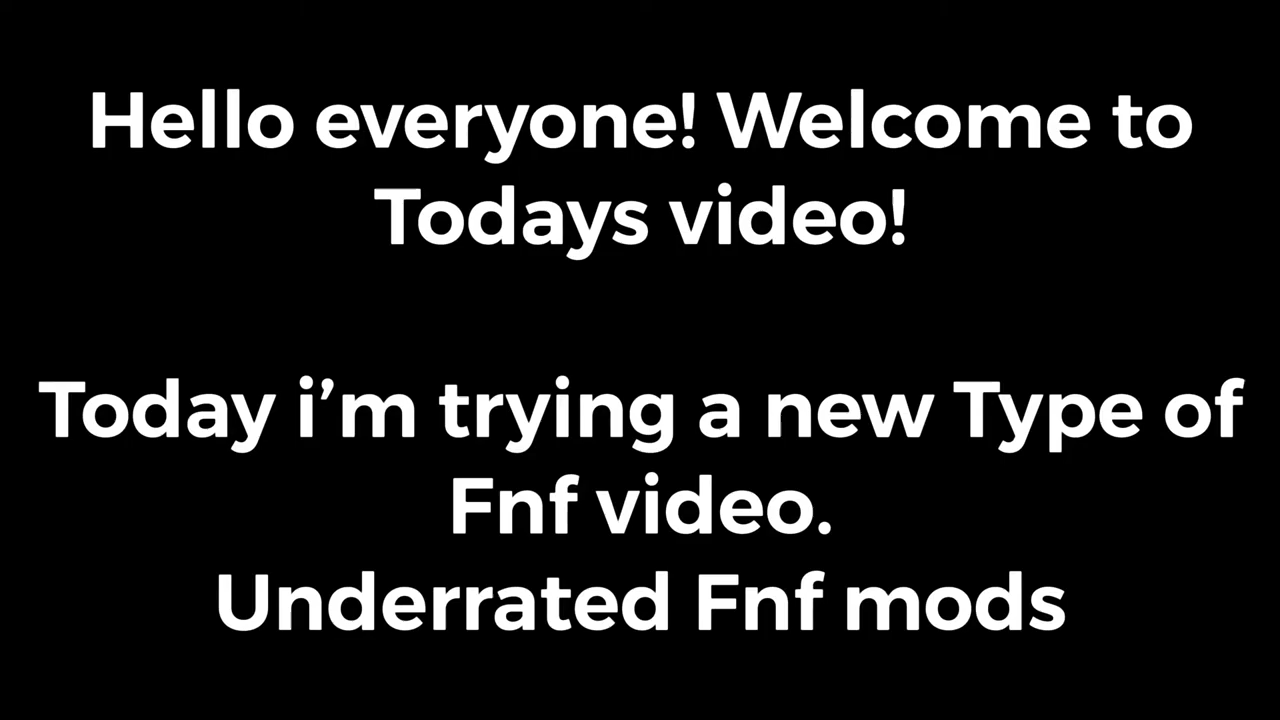 Hello everyone! Welcome to
Todays video!
Today i’m trying a new Type of
Fnf video.
Underrated Fnf mods